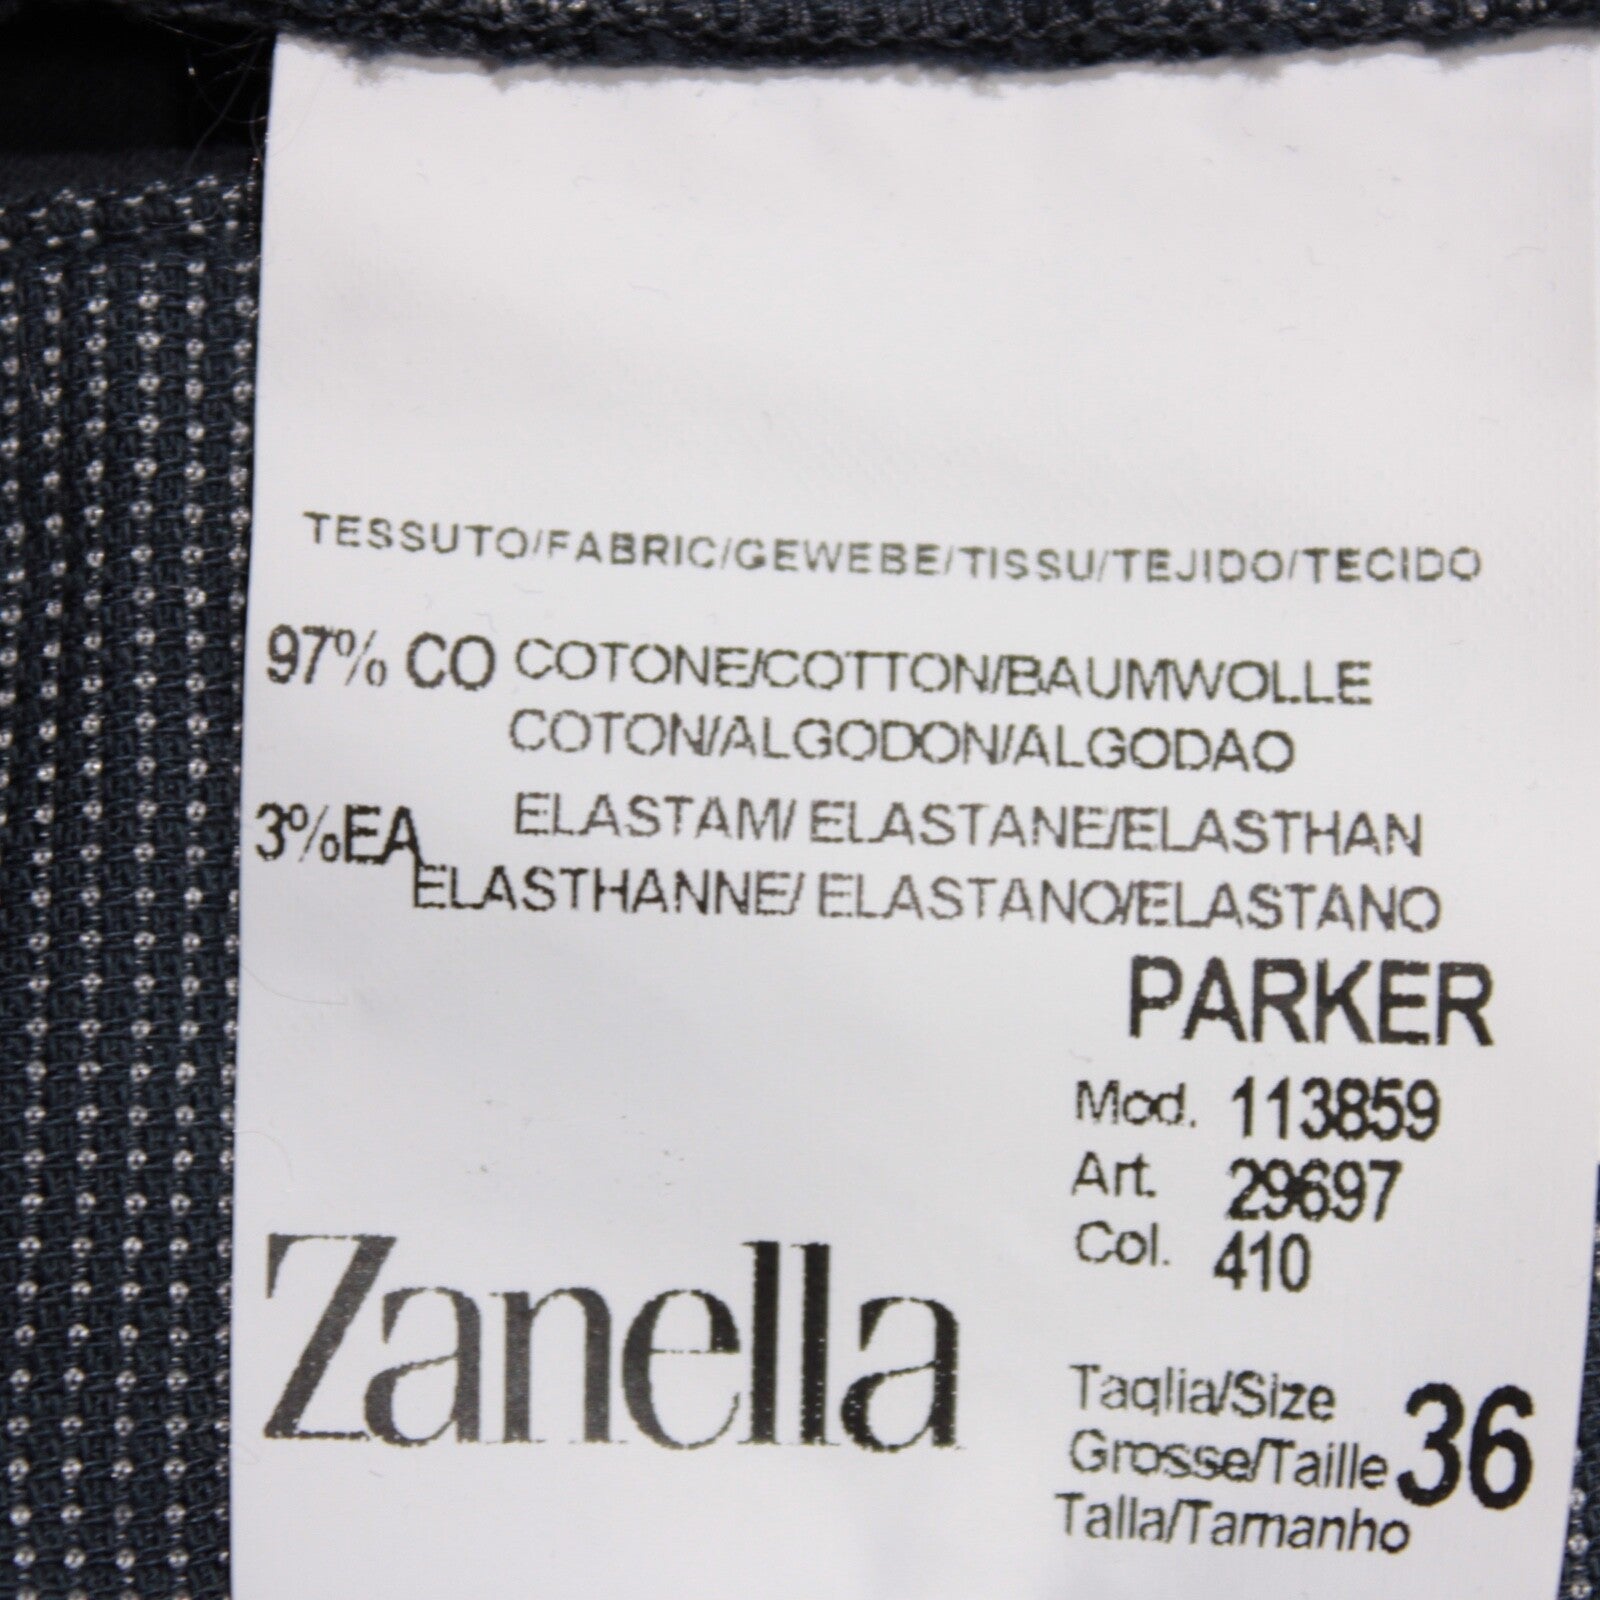 TESSUTO/FABRIC/GEWEBE/TISSU/TEJIDO/TECIDO
97% CO COTONE/COTTON/BAUMWOLLE
COTON/ALGODON/ALGODAO
3%EA ELASTAM/ ELASTANE/ELASTHAN
ELASTHANNE/ ELASTANO/ELASTANO
PARKER
Mod. 113859
Art. 29697
Col. 410
Zanella
Taglia/Size
Grosse/Taille 36
Talla/Tamanho